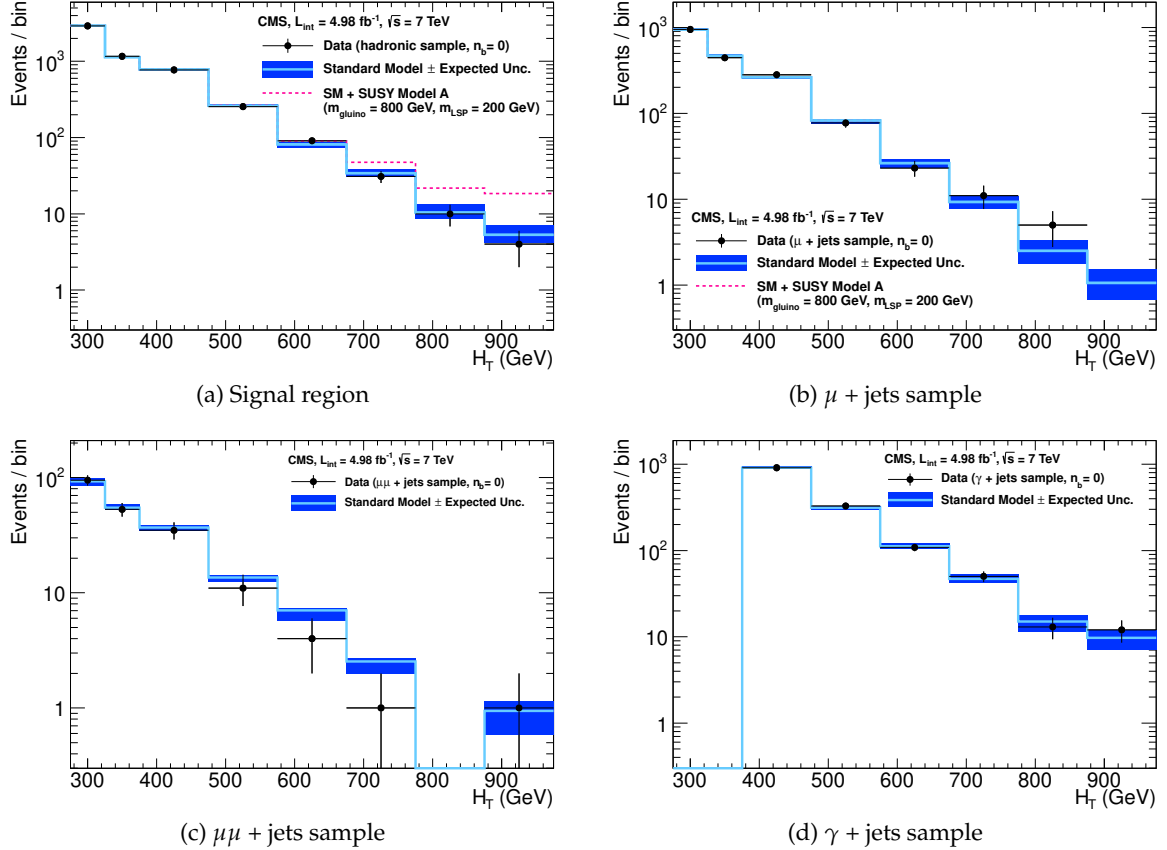 Events / bin
CMS, L_int = 4.98 fb⁻¹, √s = 7 TeV
Data (hadronic sample, n_b= 0)
Standard Model ± Expected Unc.
SM + SUSY Model A
(m_gluino = 800 GeV, m_LSP = 200 GeV)
10³
10²
10
1
300 400 500 600 700 800 900
H_T (GeV)
(a) Signal region
Events / bin
10³
10²
10
1
CMS, L_int = 4.98 fb⁻¹, √s = 7 TeV
Data (μ + jets sample, n_b= 0)
Standard Model ± Expected Unc.
SM + SUSY Model A
(m_gluino = 800 GeV, m_LSP = 200 GeV)
300 400 500 600 700 800 900
H_T (GeV)
(b) μ + jets sample
Events / bin
CMS, L_int = 4.98 fb⁻¹, √s = 7 TeV
Data (μμ + jets sample, n_b= 0)
Standard Model ± Expected Unc.
10²
10
1
300 400 500 600 700 800 900
H_T (GeV)
(c) μμ + jets sample
Events / bin
CMS, L_int = 4.98 fb⁻¹, √s = 7 TeV
Data (γ + jets sample, n_b= 0)
Standard Model ± Expected Unc.
10³
10²
10
1
300 400 500 600 700 800 900
H_T (GeV)
(d) γ + jets sample